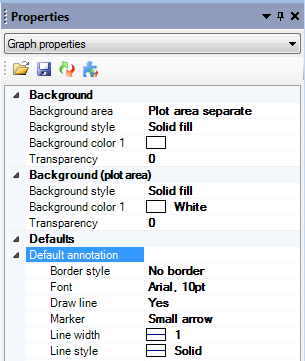 Properties
Graph properties
Background
Background area Plot area separate
Background style Solid fill
Background color 1
Transparency 0
Background (plot area)
Background style Solid fill
Background color 1 White
Transparency 0
Defaults
Default annotation
Border style No border
Font Arial, 10pt
Draw line Yes
Marker Small arrow
Line width 1
Line style Solid